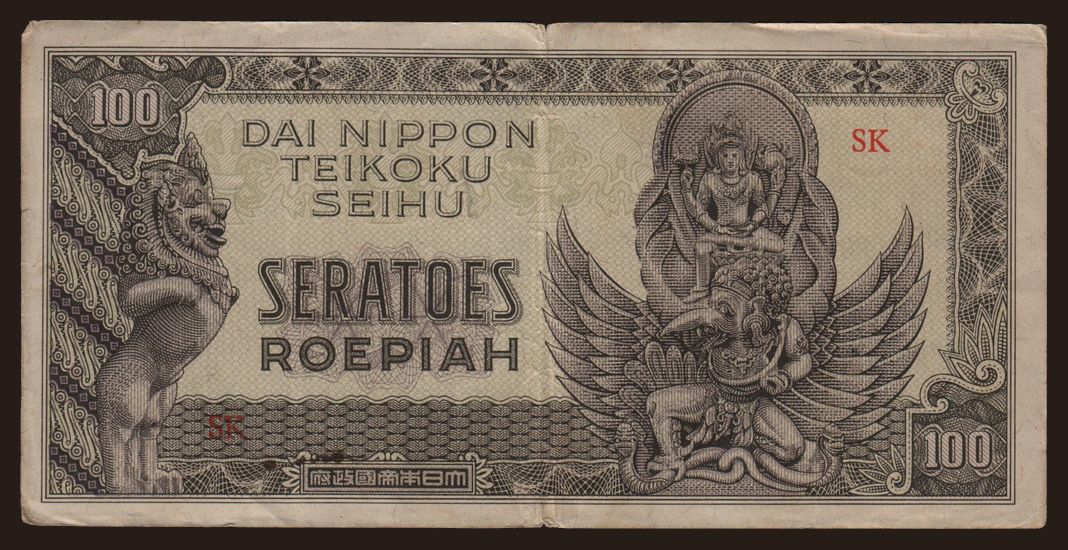 100
DAI NIPPON
TEIKOKU
SEIHU
SK
SERATOES
ROEPIAH
SK
100
府政國帝本日大